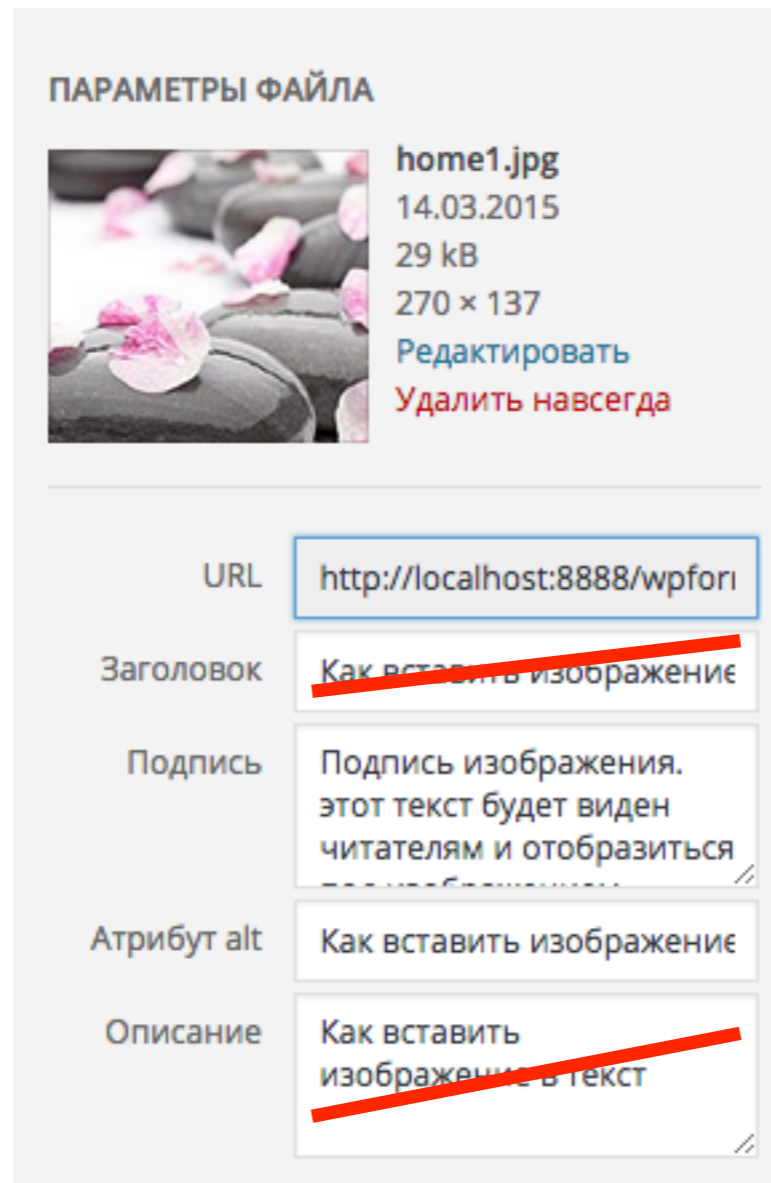 ПАРАМЕТРЫ ФАЙЛА
home1.jpg
14.03.2015
29 kB
270 × 137
Редактировать
Удалить навсегда
URL
http://localhost:8888/wpfor
Заголовок
Как вставить изображение
Подпись
Подпись изображения.
этот текст будет виден
читателям и отобразиться
Атрибут alt
Как вставить изображение
Описание
Как вставить
изображение в текст